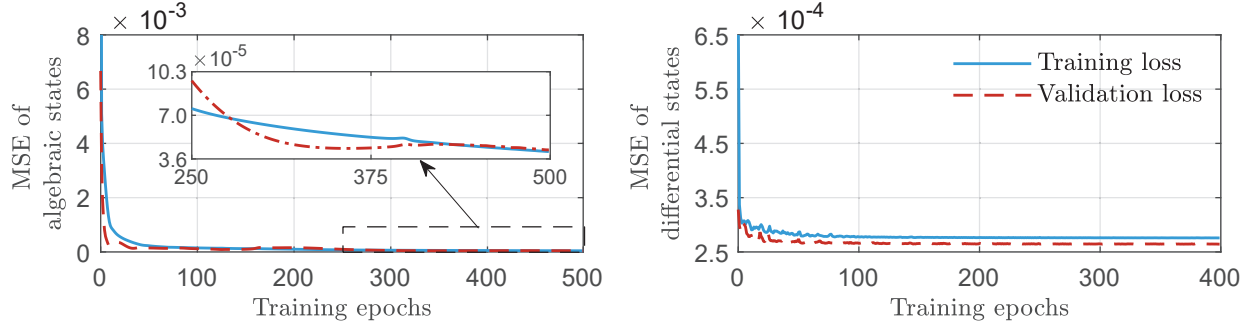 × 10⁻³
8
6
4
2
0
0 100 200 300 400 500
MSE of
algebraic states
Training epochs
× 10⁻⁵
10.3
7.0
3.6
250 375 500
× 10⁻⁴
6.5
5.5
4.5
3.5
2.5
0 100 200 300 400
MSE of
differential states
Training epochs
Training loss
Validation loss